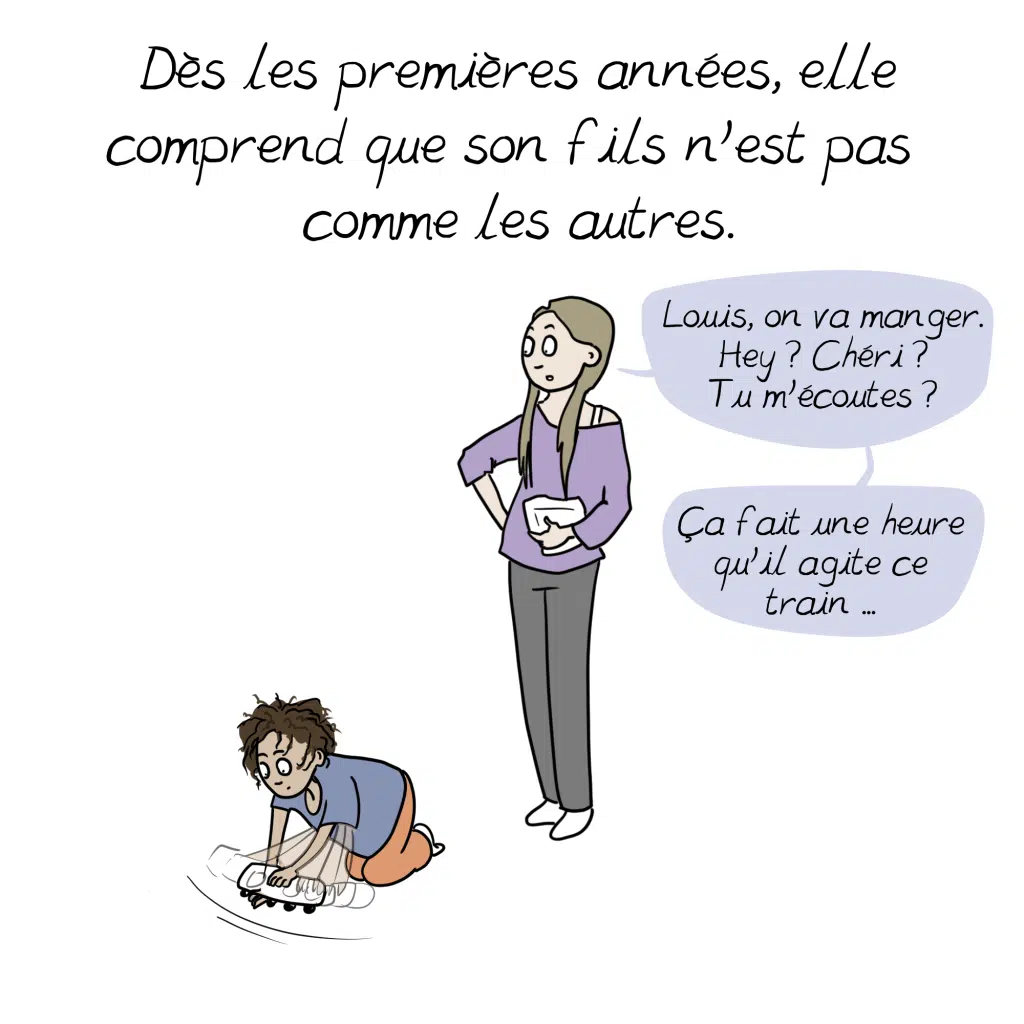 Dès les premières années, elle
comprend que son fils n'est pas
comme les autres.
Louis, on va manger.
Hey ? Chéri ?
Tu m'écoutes ?
Ça fait une heure
qu'il agite ce
train ...